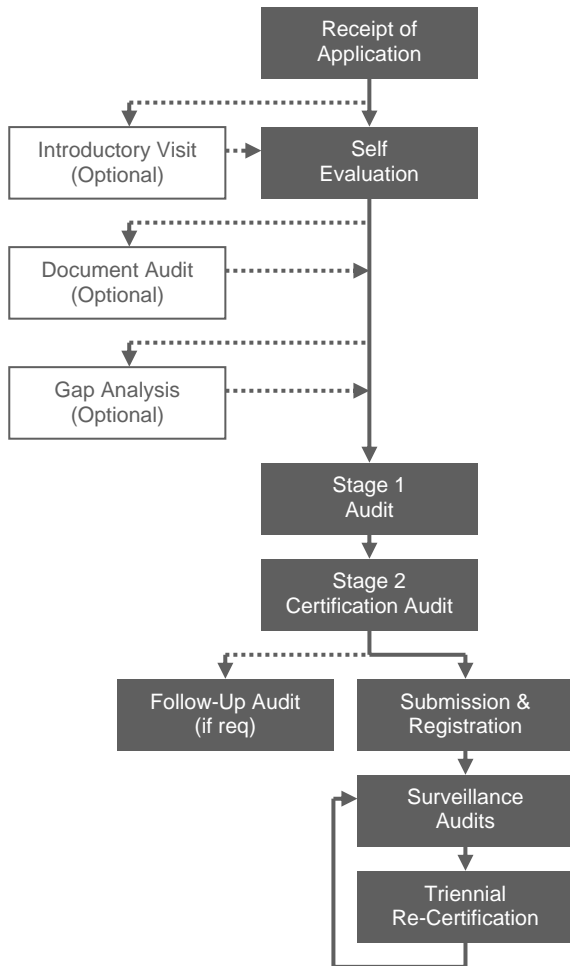 Receipt of
Application
Introductory Visit
(Optional)
Self
Evaluation
Document Audit
(Optional)
Gap Analysis
(Optional)
Stage 1
Audit
Stage 2
Certification Audit
Follow-Up Audit
(if req)
Submission &
Registration
Surveillance
Audits
Triennial
Re-Certification